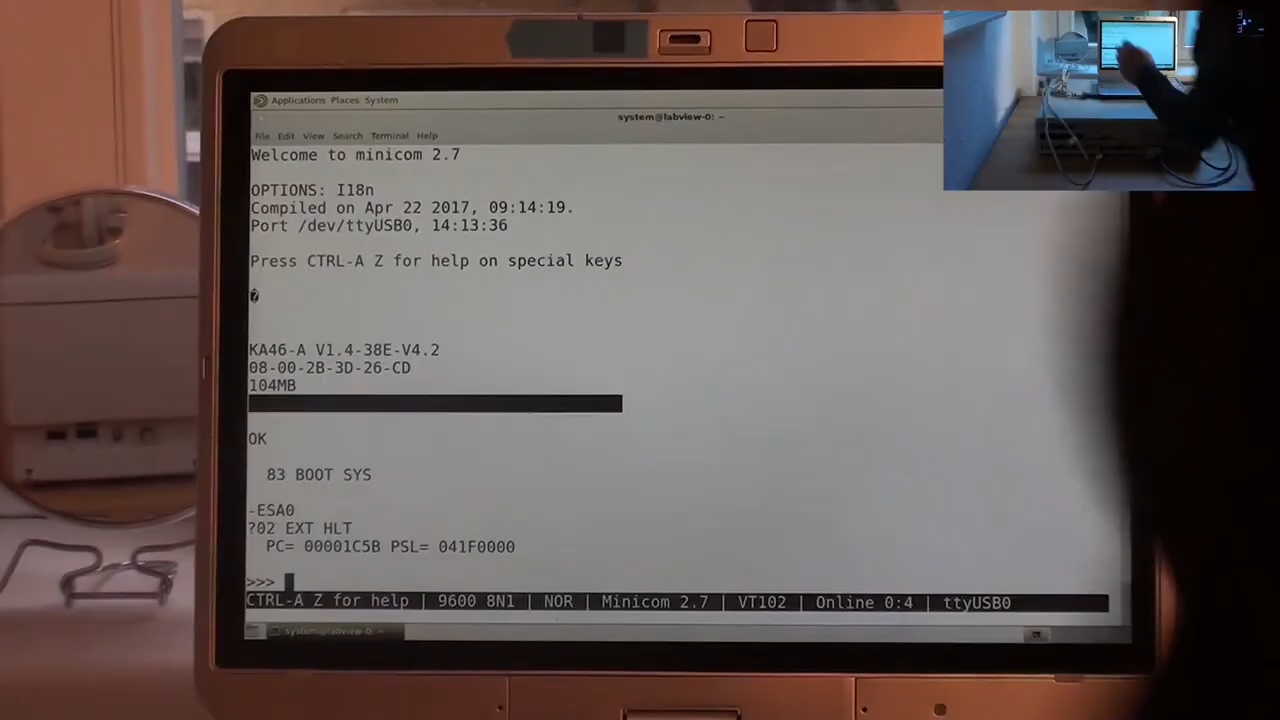 Applications Places System
system@labview-0: ~
File Edit View Search Terminal Help
Welcome to minicom 2.7
OPTIONS: I18n
Compiled on Apr 22 2017, 09:14:19.
Port /dev/ttyUSB0, 14:13:36
Press CTRL-A Z for help on special keys
KA46-A V1.4-38E-V4.2
08-00-2B-3D-26-CD
104MB
OK
83 BOOT SYS
-ESA0
?02 EXT HLT
PC= 00001C5B PSL= 041F0000
>>>
CTRL-A Z for help | 9600 8N1 | NOR | Minicom 2.7 | VT102 | Online 0:4 | ttyUSB0
system@labview-0: ~